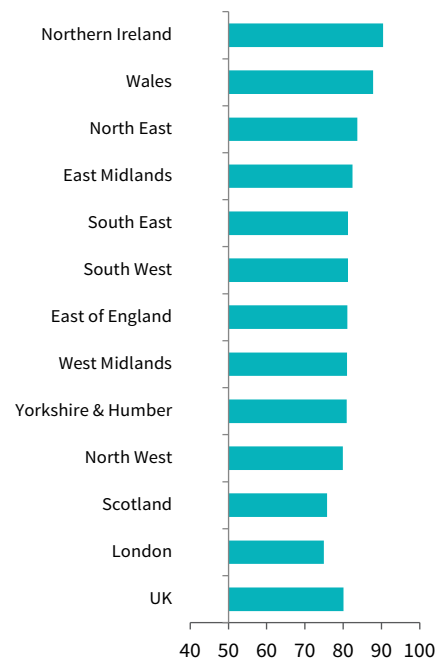 Northern Ireland
Wales
North East
East Midlands
South East
South West
East of England
West Midlands
Yorkshire & Humber
North West
Scotland
London
UK
40 50 60 70 80 90 100